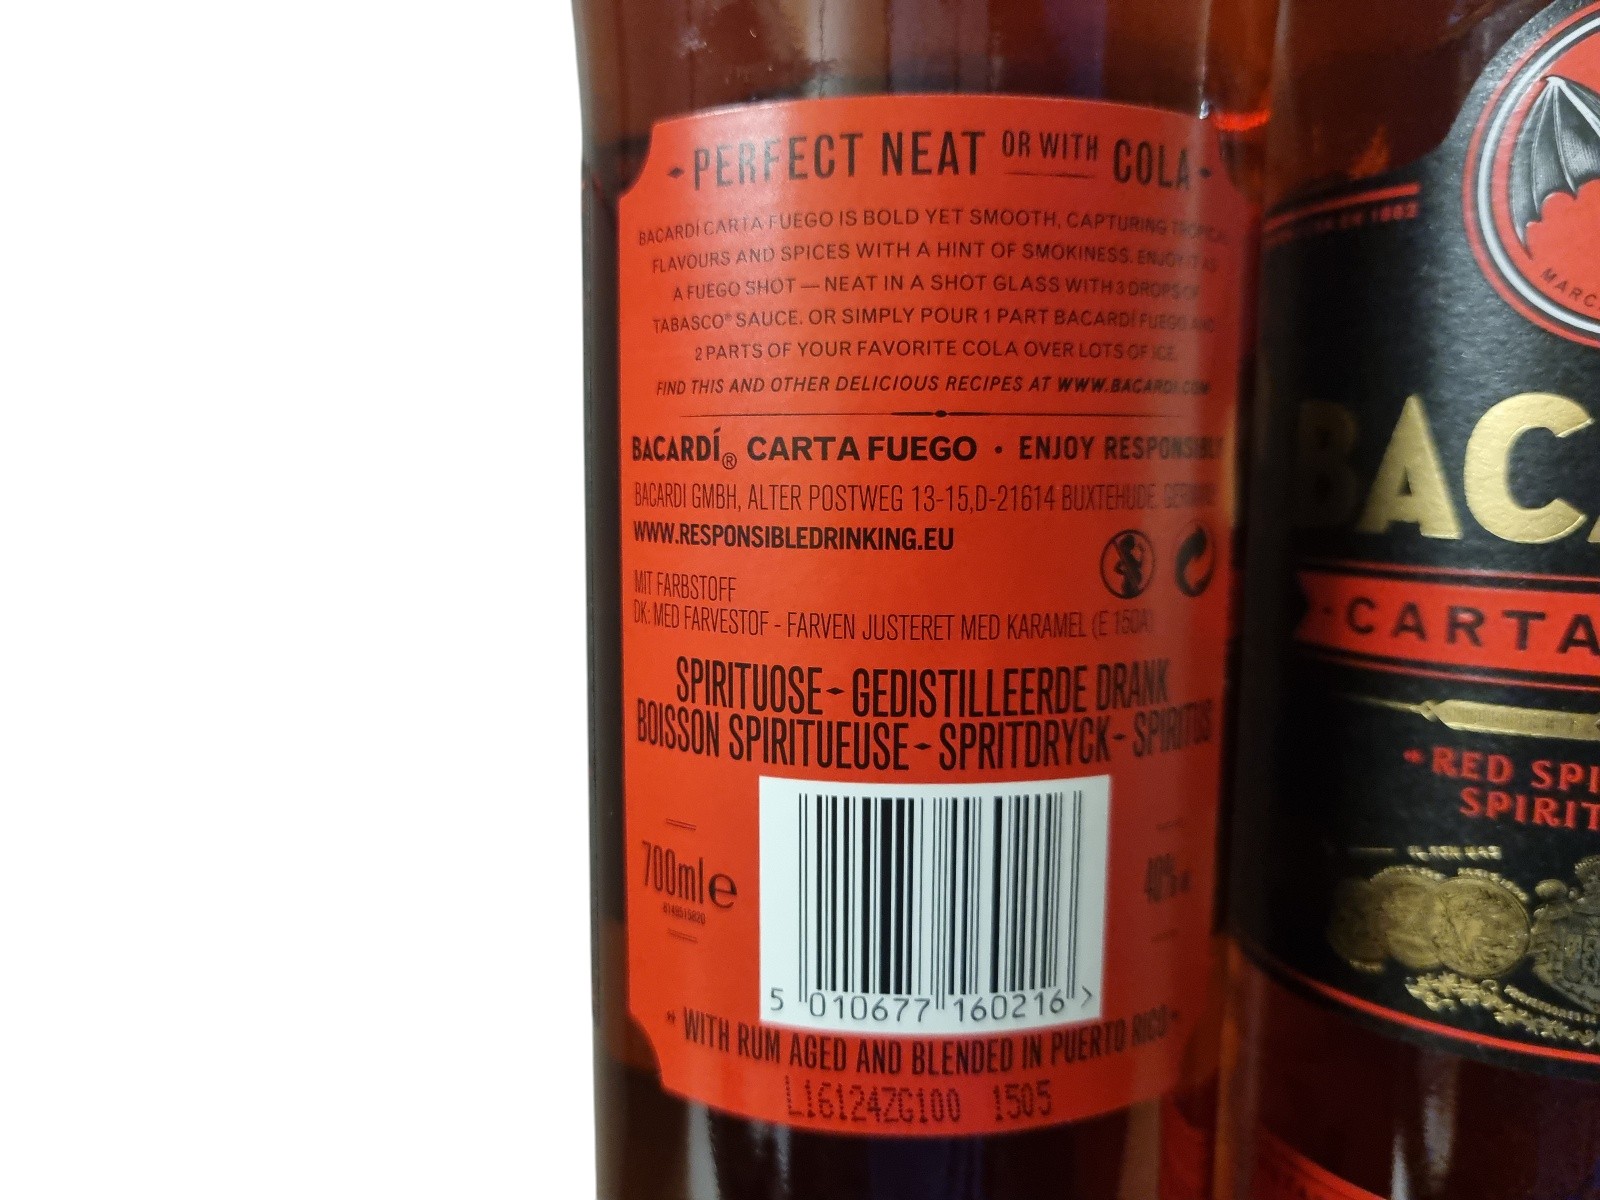 PERFECT NEAT OR WITH COLA
BACARDÍ CARTA FUEGO IS BOLD YET SMOOTH, CAPTURING TROPICAL
FLAVOURS AND SPICES WITH A HINT OF SMOKINESS. ENJOY IT AS
A FUEGO SHOT — NEAT IN A SHOT GLASS WITH 3 DROPS OF
TABASCO® SAUCE. OR SIMPLY POUR 1 PART BACARDÍ FUEGO AND
2 PARTS OF YOUR FAVORITE COLA OVER LOTS OF ICE.
FIND THIS AND OTHER DELICIOUS RECIPES AT WWW.BACARDI.COM
BACARDÍ® CARTA FUEGO • ENJOY RESPONSIBLY
BACARDI GMBH, ALTER POSTWEG 13-15,D-21614 BUXTEHUDE. GERMANY
WWW.RESPONSIBLEDRINKING.EU
MIT FARBSTOFF
DK: MED FARVESTOF - FARVEN JUSTERET MED KARAMEL (E 150A)
SPIRITUOSE - GEDISTILLEERDE DRANK
BOISSON SPIRITUEUSE - SPRITDRYCK - SPIRITUS
700ml e
40%
5 010677 160216 >
WITH RUM AGED AND BLENDED IN PUERTO RICO
L16124ZG100 1505
MARC
BACA
CARTA
RED SPI
SPIRIT